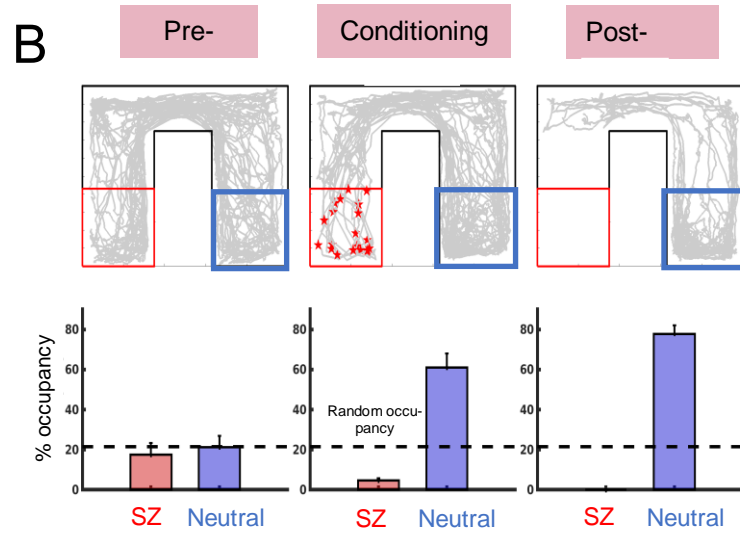 B
Pre-
Conditioning
Post-
% occupancy
80
60
40
20
0
80
60
40
20
0
80
60
40
20
0
Random occu-
pancy
SZ Neutral
SZ Neutral
SZ Neutral